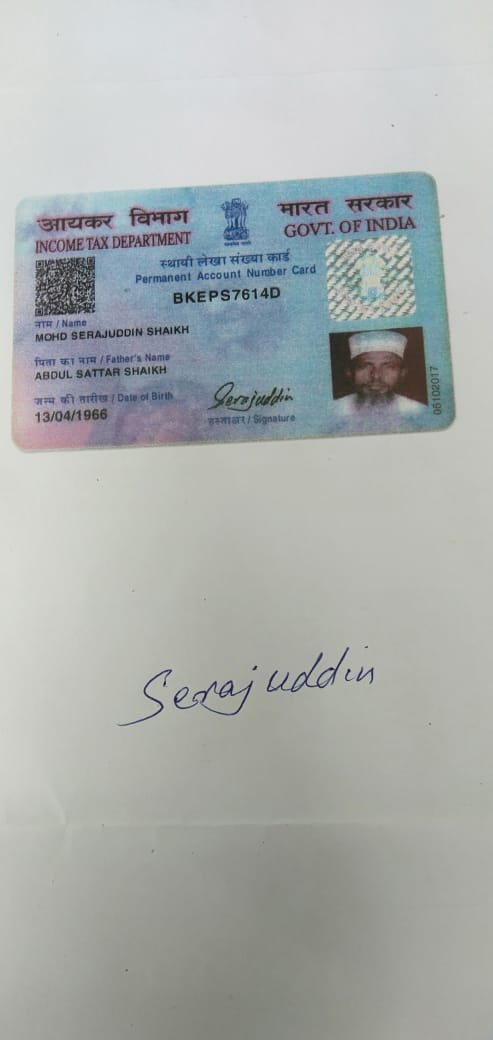 आयकर विभाग
INCOME TAX DEPARTMENT
भारत सरकार
GOVT. OF INDIA
स्थायी लेखा संख्या कार्ड
Permanent Account Number Card
BKEPS7614D
नाम / Name
MOHD SERAJUDDIN SHAIKH
पिता का नाम / Father's Name
ABDUL SATTAR SHAIKH
जन्म की तारीख / Date of Birth
13/04/1966
Serajuddin
हस्ताक्षर / Signature
05102017
Serajuddin